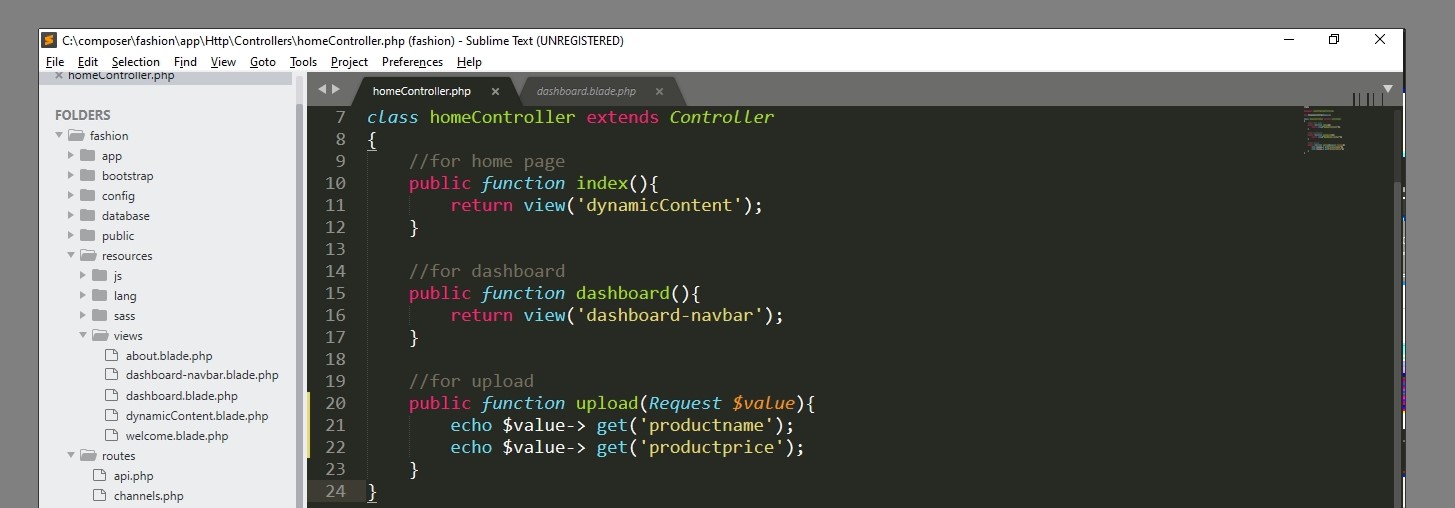 C:\composer\fashion\app\Http\Controllers\homeController.php (fashion) - Sublime Text (UNREGISTERED)
File Edit Selection Find View Goto Tools Project Preferences Help
homeController.php
FOLDERS
fashion
app
bootstrap
config
database
public
resources
js
lang
sass
views
about.blade.php
dashboard-navbar.blade.php
dashboard.blade.php
dynamicContent.blade.php
welcome.blade.php
routes
api.php
channels.php
homeController.php dashboard.blade.php
7 class homeController extends Controller
8 {
9     //for home page
10     public function index(){
11         return view('dynamicContent');
12     }
13
14     //for dashboard
15     public function dashboard(){
16         return view('dashboard-navbar');
17     }
18
19     //for upload
20     public function upload(Request $value){
21         echo $value-> get('productname');
22         echo $value-> get('productprice');
23     }
24 }